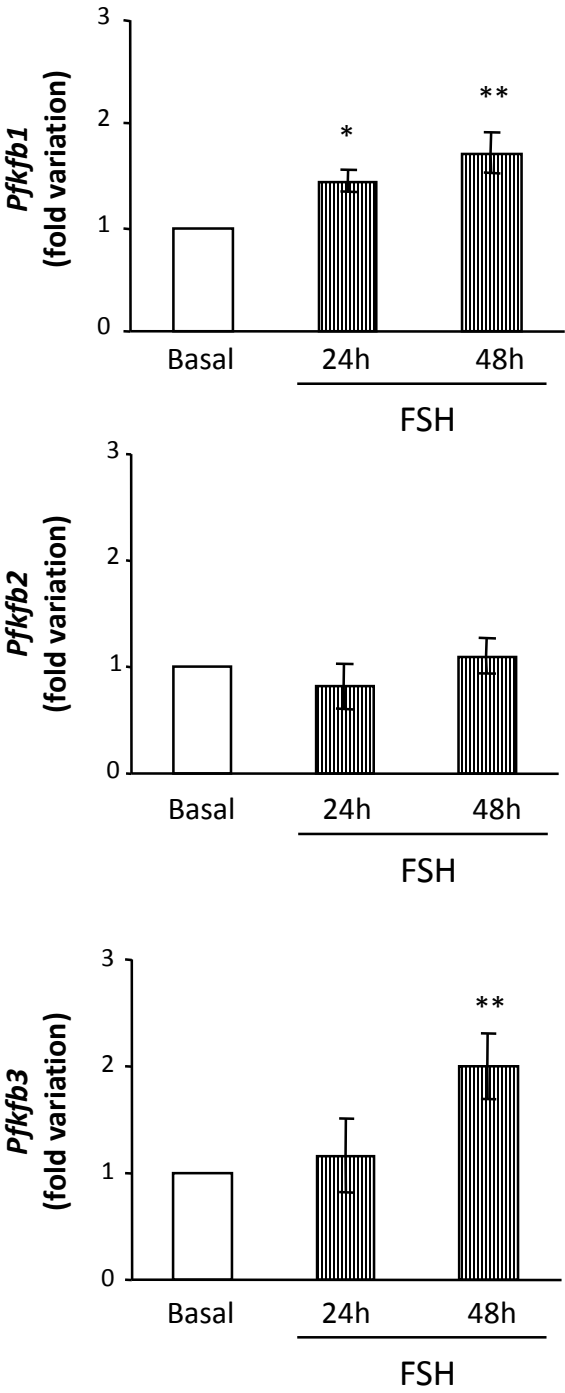 3
2
1
0
Pfkfb1
(fold variation)
*
**
Basal 24h 48h
FSH
3
2
1
0
Pfkfb2
(fold variation)
Basal 24h 48h
FSH
3
2
1
0
Pfkfb3
(fold variation)
**
Basal 24h 48h
FSH